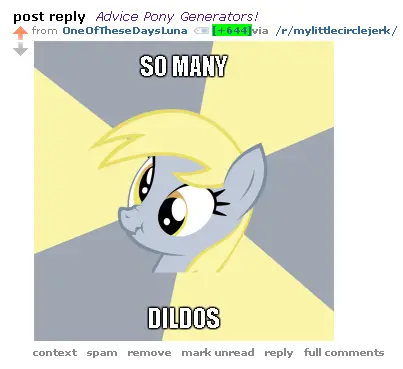 post reply Advice Pony Generators!
from OneOfTheseDaysLuna [+644]via /r/mylittlecirclejerk/
SO MANY
DILDOS
context spam remove mark unread reply full comments